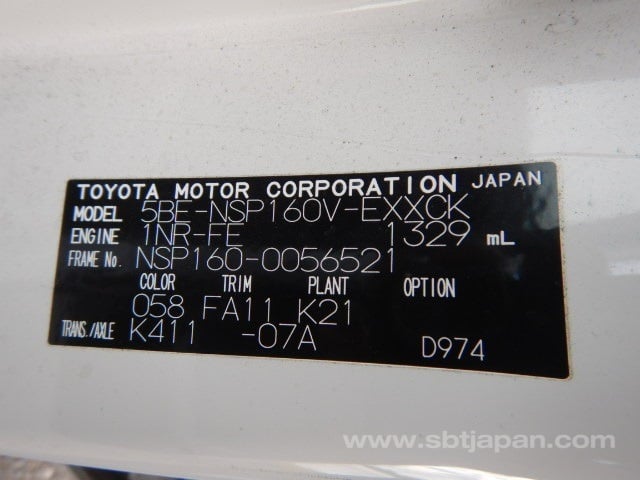 TOYOTA MOTOR CORPORATION JAPAN
MODEL 5BE-NSP160V-EXXCK
ENGINE 1NR-FE 1329 mL
FRAME No. NSP160-0056521
COLOR TRIM PLANT OPTION
058 FA11 K21
TRANS./AXLE K411 -07A D974
www.sbtjapan.com